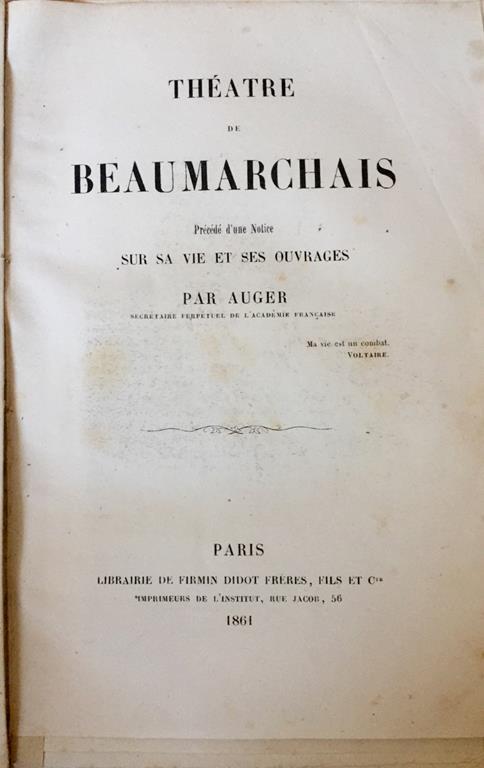 THÉATRE
DE
BEAUMARCHAIS
Précédé d'une Notice
SUR SA VIE ET SES OUVRAGES
PAR AUGER
SECRÉTAIRE PERPÉTUEL DE L'ACADÉMIE FRANÇAISE
Ma vie est un combat.
VOLTAIRE.
PARIS
LIBRAIRIE DE FIRMIN DIDOT FRÈRES, FILS ET Cie
IMPRIMEURS DE L'INSTITUT, RUE JACOB, 56
1861